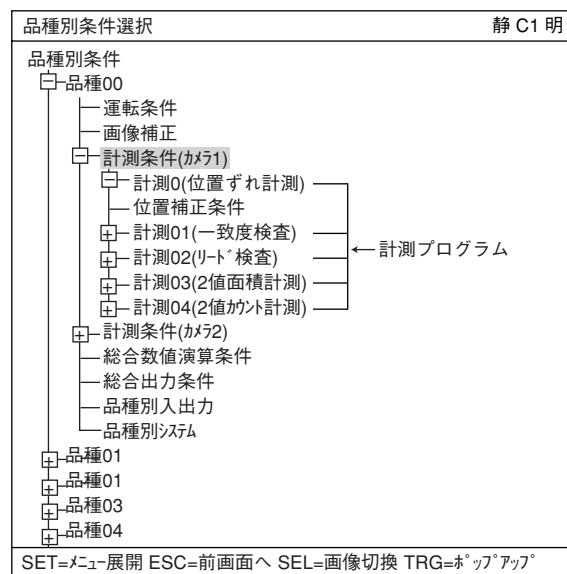 品種別条件選択 静 C1 明
品種別条件
品種00
運転条件
画像補正
計測条件(ｶﾒﾗ1)
計測0(位置ずれ計測)
位置補正条件
計測01(一致度検査)
計測02(ﾘｰﾄﾞ検査)
←計測プログラム
計測03(2値面積計測)
計測04(2値ｶｳﾝﾄ計測)
計測条件(ｶﾒﾗ2)
総合数値演算条件
総合出力条件
品種別入出力
品種別ｼｽﾃﾑ
品種01
品種01
品種03
品種04
SET=ﾒﾆｭｰ展開 ESC=前画面へ SEL=画像切換 TRG=ﾎﾟｯﾌﾟｱｯﾌﾟ